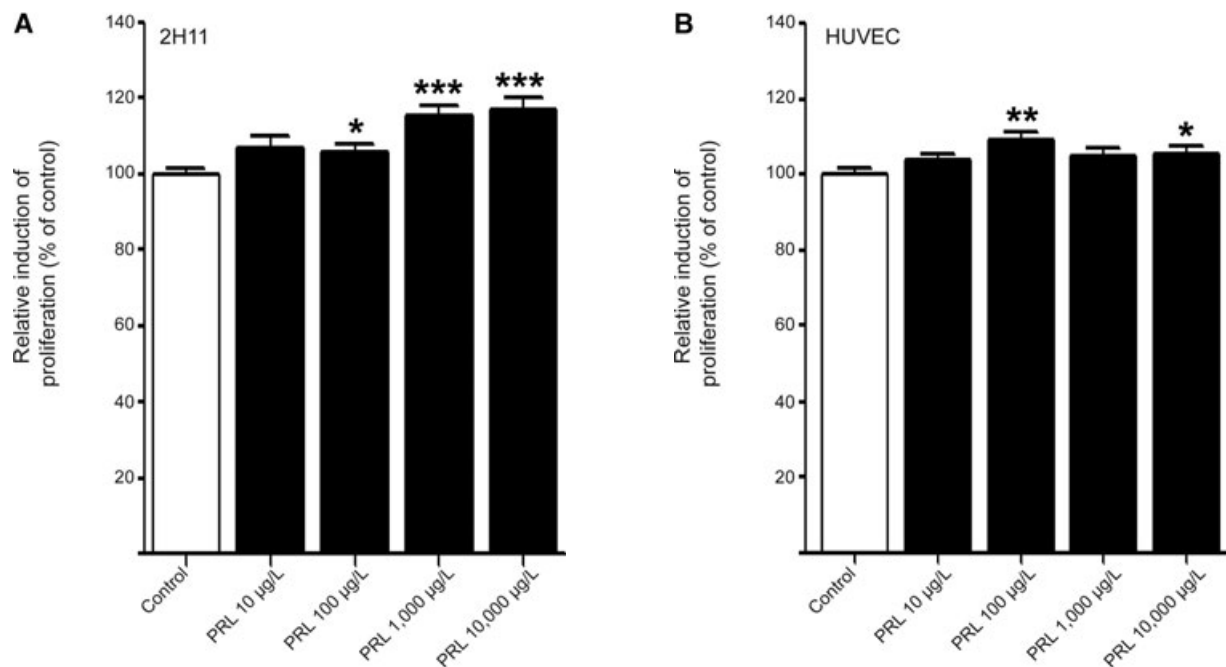 A
2H11
Relative induction of
proliferation (% of control)
140
120
100
80
60
40
20
*
***
***
Control
PRL 10 µg/L
PRL 100 µg/L
PRL 1,000 µg/L
PRL 10,000 µg/L
B
HUVEC
Relative induction of
proliferation (% of control)
140
120
100
80
60
40
20
**
*
Control
PRL 10 µg/L
PRL 100 µg/L
PRL 1,000 µg/L
PRL 10,000 µg/L